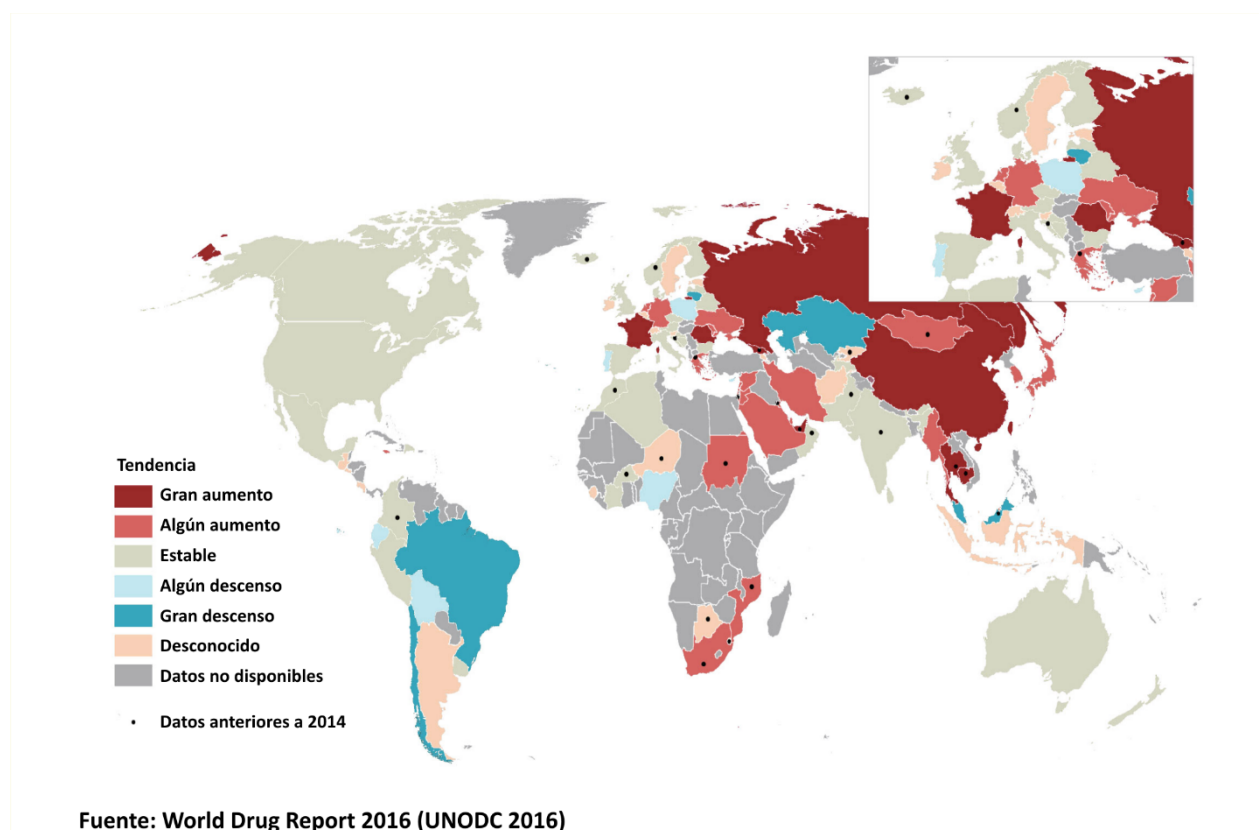 Tendencia
Gran aumento
Algún aumento
Estable
Algún descenso
Gran descenso
Desconocido
Datos no disponibles
Datos anteriores a 2014
Fuente: World Drug Report 2016 (UNODC 2016)